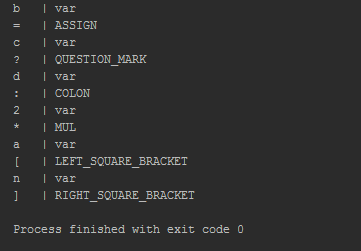 b | var
= | ASSIGN
c | var
? | QUESTION_MARK
d | var
: | COLON
2 | var
* | MUL
a | var
[ | LEFT_SQUARE_BRACKET
n | var
] | RIGHT_SQUARE_BRACKET
Process finished with exit code 0